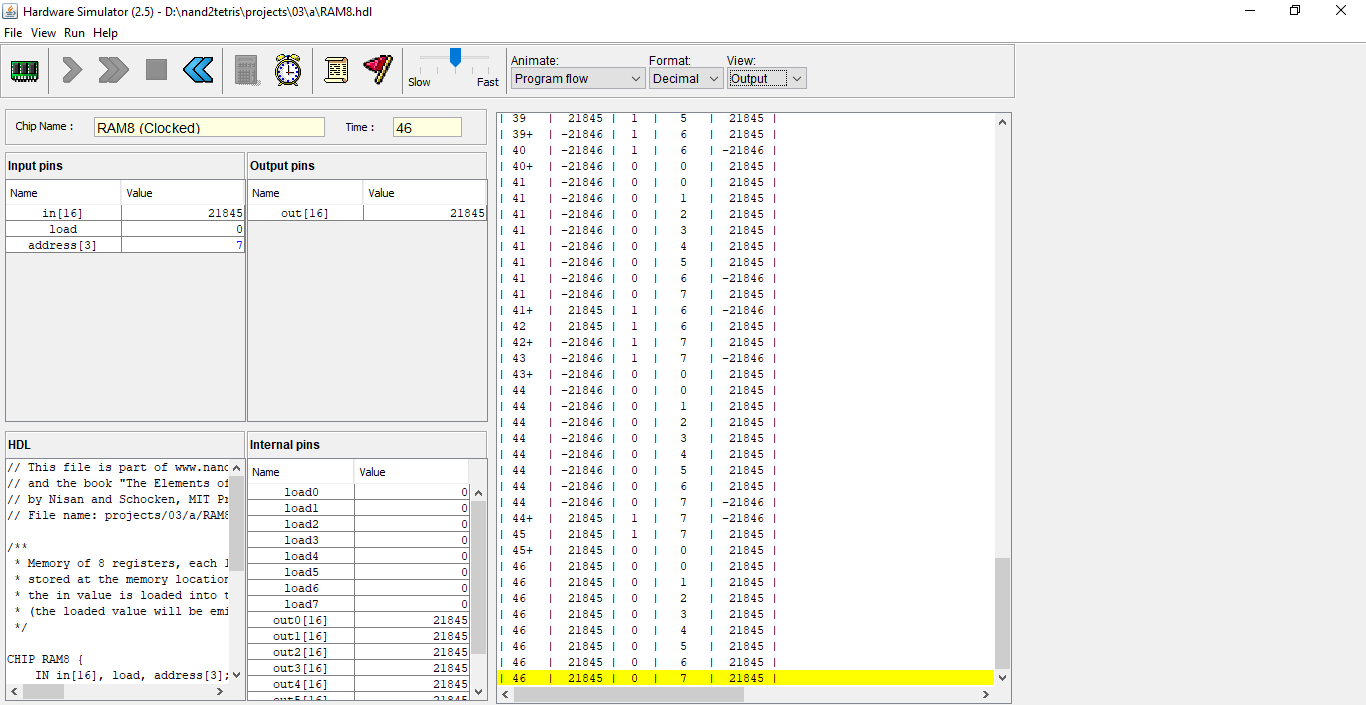 Hardware Simulator (2.5) - D:\nand2tetris\projects\03\a\RAM8.hdl
File View Run Help
Animate: Format: View:
Slow Fast Program flow Decimal Output
Chip Name : RAM8 (Clocked) Time : 46
Input pins
Name Value
in[16] 21845
load 0
address[3] 7
Output pins
Name Value
out[16] 21845
HDL
// This file is part of www.nand
// and the book "The Elements of
// by Nisan and Schocken, MIT Pr
// File name: projects/03/a/RAM8
/**
* Memory of 8 registers, each 1
* stored at the memory location
* the in value is loaded into t
* (the loaded value will be emi
*/
CHIP RAM8 {
IN in[16], load, address[3];
Internal pins
Name Value
load0 0
load1 0
load2 0
load3 0
load4 0
load5 0
load6 0
load7 0
out0[16] 21845
out1[16] 21845
out2[16] 21845
out3[16] 21845
out4[16] 21845
out5[16] 21845
| 39 | 21845 | 1 | 5 | 21845 |
| 39+ | -21846 | 1 | 6 | 21845 |
| 40 | -21846 | 1 | 6 | -21846 |
| 40+ | -21846 | 0 | 0 | 21845 |
| 41 | -21846 | 0 | 0 | 21845 |
| 41 | -21846 | 0 | 1 | 21845 |
| 41 | -21846 | 0 | 2 | 21845 |
| 41 | -21846 | 0 | 3 | 21845 |
| 41 | -21846 | 0 | 4 | 21845 |
| 41 | -21846 | 0 | 5 | 21845 |
| 41 | -21846 | 0 | 6 | -21846 |
| 41 | -21846 | 0 | 7 | 21845 |
| 41+ | 21845 | 1 | 6 | -21846 |
| 42 | 21845 | 1 | 6 | 21845 |
| 42+ | -21846 | 1 | 7 | 21845 |
| 43 | -21846 | 1 | 7 | -21846 |
| 43+ | -21846 | 0 | 0 | 21845 |
| 44 | -21846 | 0 | 0 | 21845 |
| 44 | -21846 | 0 | 1 | 21845 |
| 44 | -21846 | 0 | 2 | 21845 |
| 44 | -21846 | 0 | 3 | 21845 |
| 44 | -21846 | 0 | 4 | 21845 |
| 44 | -21846 | 0 | 5 | 21845 |
| 44 | -21846 | 0 | 6 | 21845 |
| 44 | -21846 | 0 | 7 | -21846 |
| 44+ | 21845 | 1 | 7 | -21846 |
| 45 | 21845 | 1 | 7 | 21845 |
| 45+ | 21845 | 0 | 0 | 21845 |
| 46 | 21845 | 0 | 0 | 21845 |
| 46 | 21845 | 0 | 1 | 21845 |
| 46 | 21845 | 0 | 2 | 21845 |
| 46 | 21845 | 0 | 3 | 21845 |
| 46 | 21845 | 0 | 4 | 21845 |
| 46 | 21845 | 0 | 5 | 21845 |
| 46 | 21845 | 0 | 6 | 21845 |
| 46 | 21845 | 0 | 7 | 21845 |